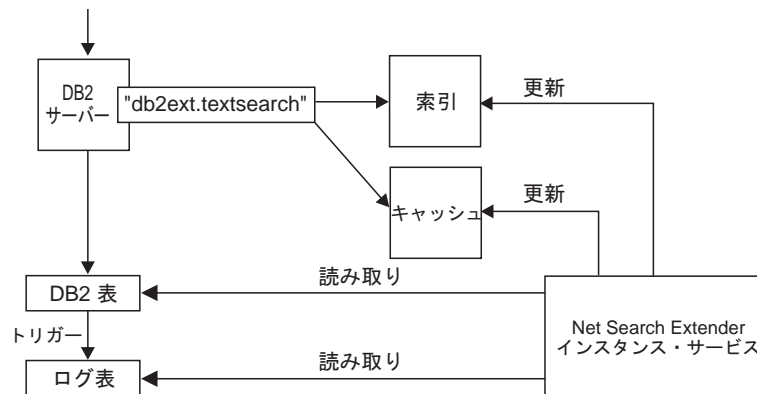 DB2
サーバー
"db2ext.textsearch"
索引
更新
キャッシュ
更新
DB2 表
読み取り
トリガー
ログ表
読み取り
Net Search Extender
インスタンス・サービス